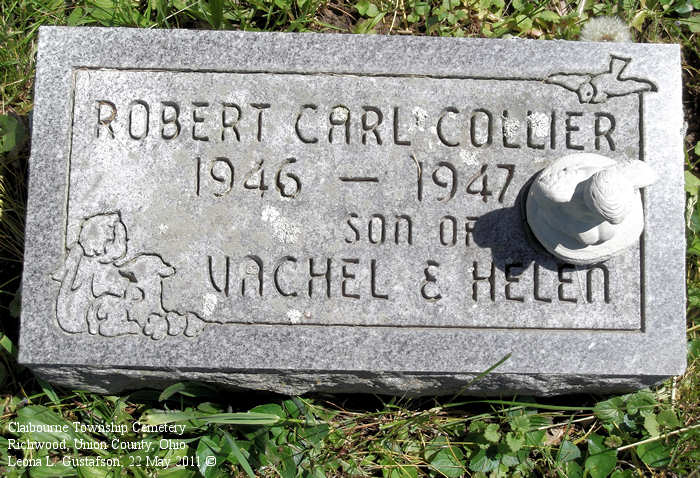 ROBERT CARL COLLIER
1946 — 1947
SON OF
VACHEL & HELEN
Claibourne Township Cemetery
Richwood, Union County, Ohio
Leona L. Gustafson, 22 May 2011 ©